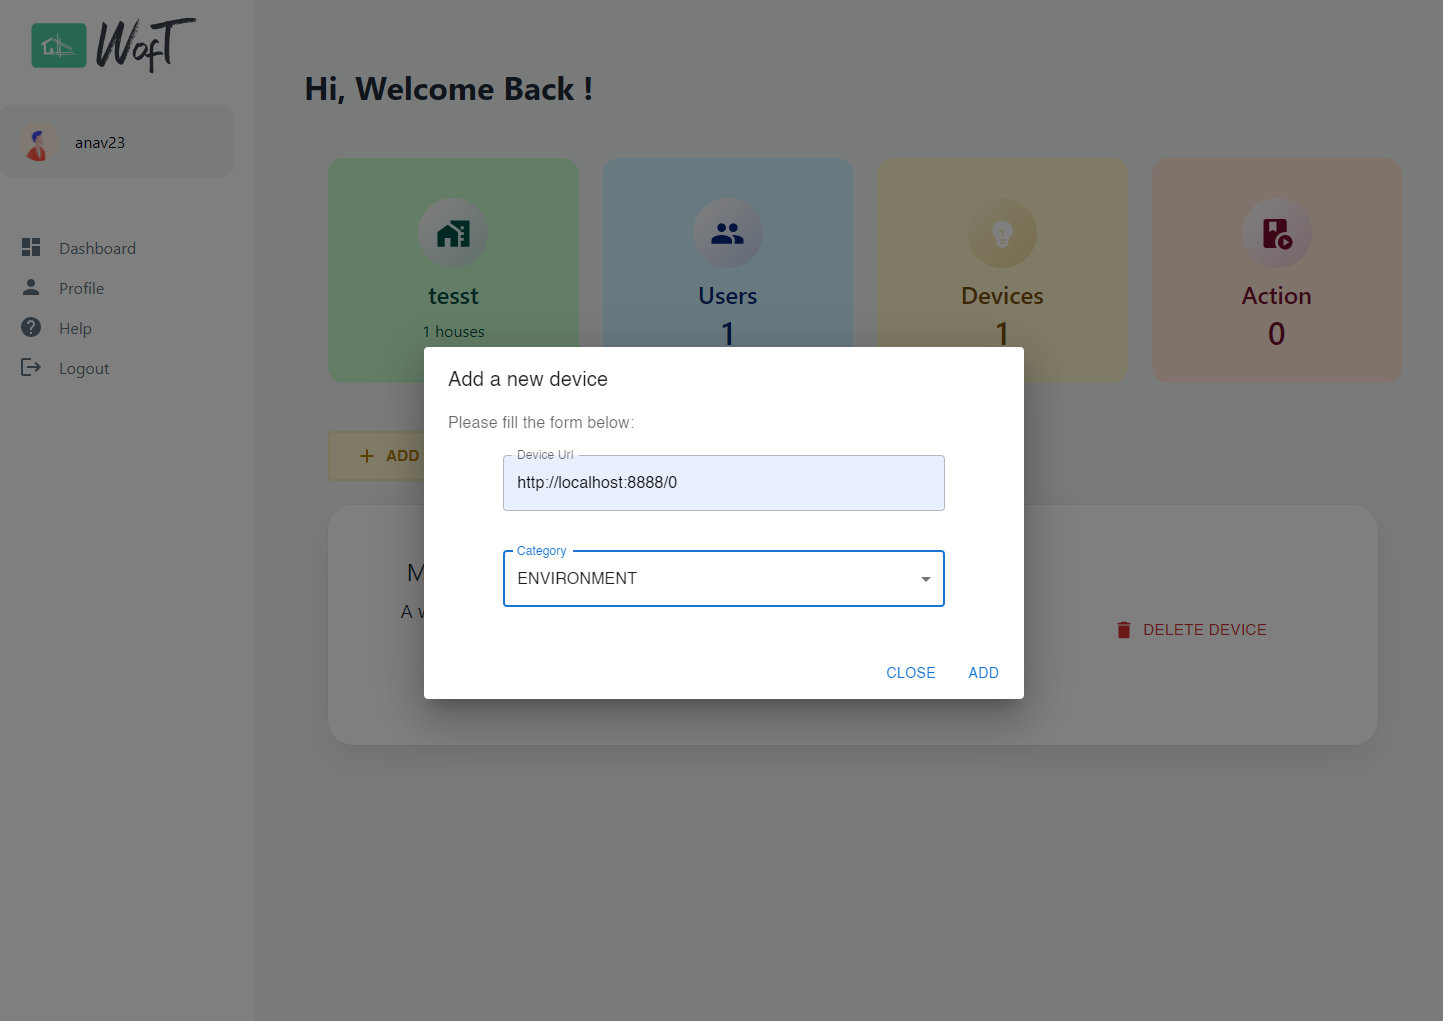 WofT
anav23
Dashboard
Profile
Help
Logout
Hi, Welcome Back !
tesst
1 houses
Users
1
Devices
1
Action
0
ADD
Add a new device
Please fill the form below:
Device Url
http://localhost:8888/0
Category
ENVIRONMENT
CLOSE
ADD
M
A w
DELETE DEVICE